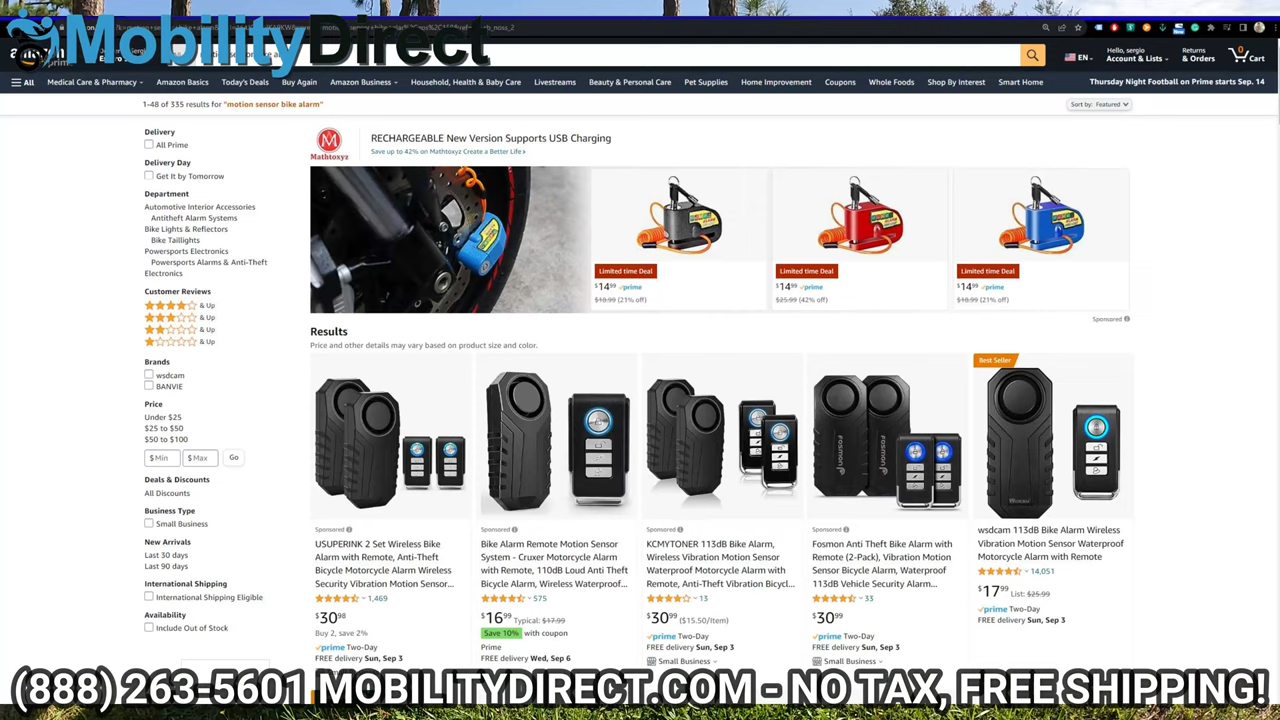 MobilityDirect
noss_2
amazon
prime
EN
Hello, sergio
Account & Lists
Returns
& Orders
0
Cart
All
Medical Care & Pharmacy
Amazon Basics
Today's Deals
Buy Again
Amazon Business
Household, Health & Baby Care
Livestreams
Beauty & Personal Care
Pet Supplies
Home Improvement
Coupons
Whole Foods
Shop By Interest
Smart Home
Thursday Night Football on Prime starts Sep. 14
1-48 of 335 results for "motion sensor bike alarm"
Sort by: Featured
Delivery
All Prime
Delivery Day
Get It by Tomorrow
Department
Automotive Interior Accessories
Antitheft Alarm Systems
Bike Lights & Reflectors
Bike Taillights
Powersports Electronics
Powersports Alarms & Anti-Theft
Electronics
Customer Reviews
& Up
& Up
& Up
& Up
Brands
wsdcam
BANVIE
Price
Under $25
$25 to $50
$50 to $100
$ Min
$ Max
Go
Deals & Discounts
All Discounts
Business Type
Small Business
New Arrivals
Last 30 days
Last 90 days
International Shipping
International Shipping Eligible
Availability
Include Out of Stock
M
Mathtoxyz
RECHARGEABLE New Version Supports USB Charging
Save up to 42% on Mathtoxyz Create a Better Life ›
Limited time Deal
$14.99 prime
$18.99 (21% off)
Limited time Deal
$14.99 prime
$25.99 (42% off)
Limited time Deal
$14.99 prime
$18.99 (21% off)
Sponsored
Results
Price and other details may vary based on product size and color.
Sponsored
USUPERINK 2 Set Wireless Bike
Alarm with Remote, Anti-Theft
Bicycle Motorcycle Alarm Wireless
Security Vibration Motion Sensor...
1,469
$30.98
Buy 2, save 2%
prime Two-Day
FREE delivery Sun, Sep 3
Sponsored
Bike Alarm Remote Motion Sensor
System - Cruxer Motorcycle Alarm
with Remote, 110dB Loud Anti Theft
Bicycle Alarm, Wireless Waterproof...
575
$16.99 Typical: $17.99
Save 10% with coupon
Prime
FREE delivery Wed, Sep 6
Sponsored
KCMYTONER 113dB Bike Alarm,
Wireless Vibration Motion Sensor
Waterproof Motorcycle Alarm with
Remote, Anti-Theft Vibration Bicycl...
13
$30.99 ($15.50/Item)
prime Two-Day
FREE delivery Sun, Sep 3
Small Business
Fosmon
Fosmon
Sponsored
Fosmon Anti Theft Bike Alarm with
Remote (2-Pack), Vibration Motion
Sensor Bicycle Alarm, Waterproof
113dB Vehicle Security Alarm...
33
$30.99
prime Two-Day
FREE delivery Sun, Sep 3
Small Business
Best Seller
wsdcam 113dB Bike Alarm Wireless
Vibration Motion Sensor Waterproof
Motorcycle Alarm with Remote
14,051
$17.99 List: $25.99
prime Two-Day
FREE delivery Sun, Sep 3
(888) 263-5601 MOBILITYDIRECT.COM - NO TAX, FREE SHIPPING!